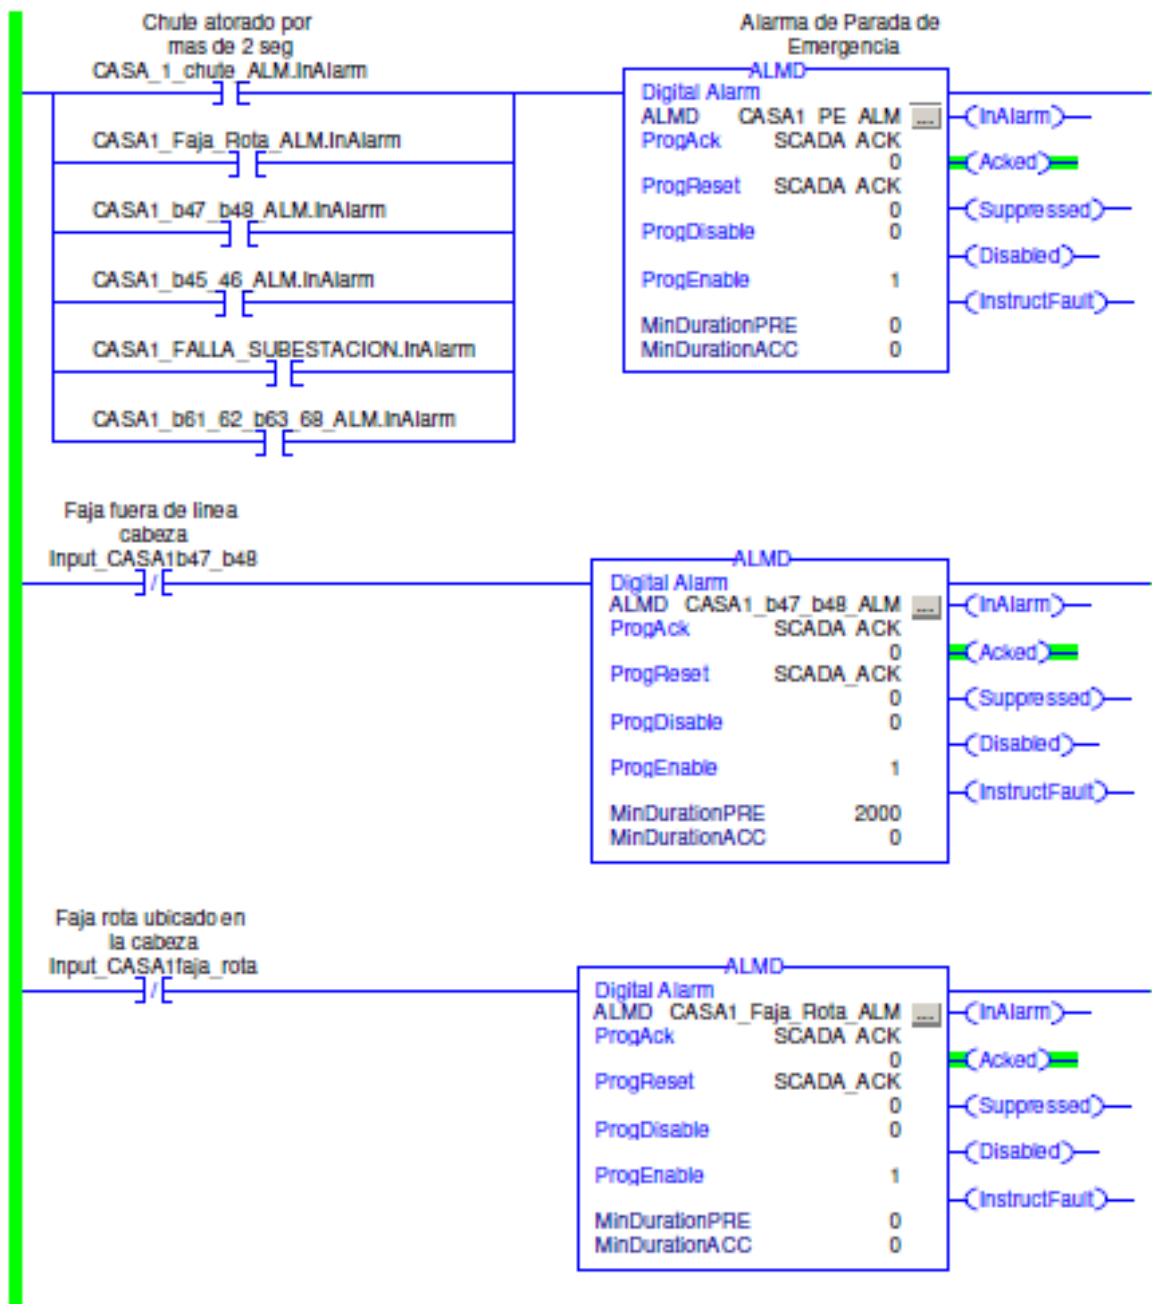 Chute atorado por
mas de 2 seg
CASA_1_chute_ALM.InAlarm
CASA1_Faja_Rota_ALM.InAlarm
CASA1_b47_b48_ALM.InAlarm
CASA1_b45_46_ALM.InAlarm
CASA1_FALLA_SUBESTACION.InAlarm
CASA1_b61_62_b63_68_ALM.InAlarm
Alarma de Parada de
Emergencia
ALMD
Digital Alarm
ALMD CASA1_PE_ALM ...
ProgAck SCADA_ACK
0
ProgReset SCADA_ACK
0
ProgDisable 0
ProgEnable 1
MinDurationPRE 0
MinDurationACC 0
InAlarm
Acked
Suppressed
Disabled
InstructFault
Faja fuera de linea
cabeza
Input_CASA1b47_b48
ALMD
Digital Alarm
ALMD CASA1_b47_b48_ALM ...
ProgAck SCADA_ACK
0
ProgReset SCADA_ACK
0
ProgDisable 0
ProgEnable 1
MinDurationPRE 2000
MinDurationACC 0
InAlarm
Acked
Suppressed
Disabled
InstructFault
Faja rota ubicado en
la cabeza
Input_CASA1faja_rota
ALMD
Digital Alarm
ALMD CASA1_Faja_Rota_ALM ...
ProgAck SCADA_ACK
0
ProgReset SCADA_ACK
0
ProgDisable 0
ProgEnable 1
MinDurationPRE 0
MinDurationACC 0
InAlarm
Acked
Suppressed
Disabled
InstructFault